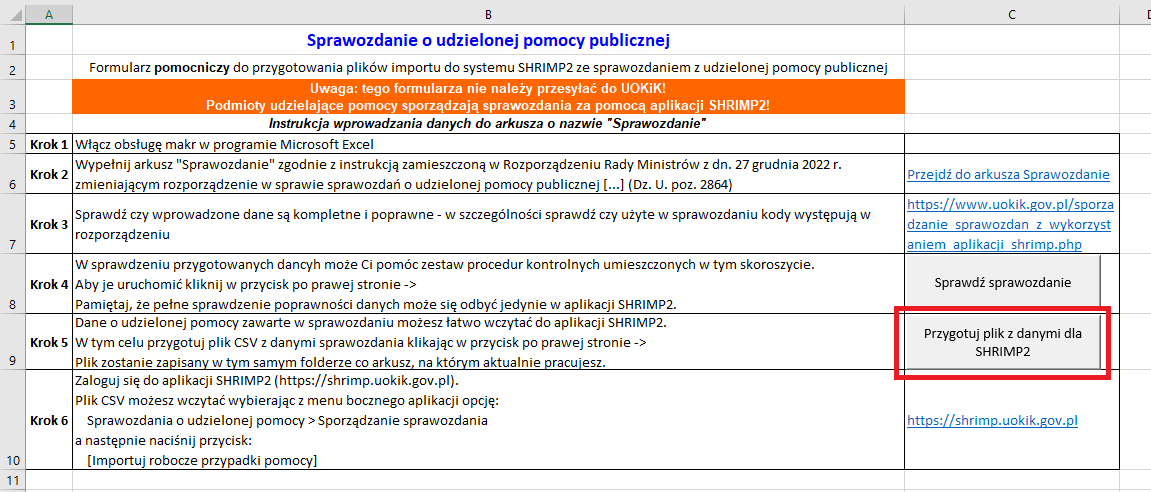 A B C D
1 Sprawozdanie o udzielonej pomocy publicznej
2 Formularz pomocniczy do przygotowania plików importu do systemu SHRIMP2 ze sprawozdaniem z udzielonej pomocy publicznej
Uwaga: tego formularza nie należy przesyłać do UOKiK!
3 Podmioty udzielające pomocy sporządzają sprawozdania za pomocą aplikacji SHRIMP2!
4 Instrukcja wprowadzania danych do arkusza o nazwie "Sprawozdanie"
5 Krok 1 Włącz obsługę makr w programie Microsoft Excel
Wypełnij arkusz "Sprawozdanie" zgodnie z instrukcją zamieszczoną w Rozporządzeniu Rady Ministrów z dn. 27 grudnia 2022 r.
6 Krok 2 zmieniającym rozporządzenie w sprawie sprawozdań o udzielonej pomocy publicznej [...] (Dz. U. poz. 2864) Przejdź do arkusza Sprawozdanie
Sprawdź czy wprowadzone dane są kompletne i poprawne - w szczególności sprawdź czy użyte w sprawozdaniu kody występują w
7 Krok 3 rozporządzeniu
https://www.uokik.gov.pl/sporza
dzanie_sprawozdan_z_wykorzyst
aniem_aplikacji_shrimp.php
W sprawdzeniu przygotowanych dancyh może Ci pomóc zestaw procedur kontrolnych umieszczonych w tym skoroszycie.
Krok 4 Aby je uruchomić kliknij w przycisk po prawej stronie -> Sprawdź sprawozdanie
8 Pamiętaj, że pełne sprawdzenie poprawności danych może się odbyć jedynie w aplikacji SHRIMP2.
Dane o udzielonej pomocy zawarte w sprawozdaniu możesz łatwo wczytać do aplikacji SHRIMP2.
Krok 5 W tym celu przygotuj plik CSV z danymi sprawozdania klikając w przycisk po prawej stronie ->
9 Plik zostanie zapisany w tym samym folderze co arkusz, na którym aktualnie pracujesz.
Przygotuj plik z danymi dla
SHRIMP2
Zaloguj się do aplikacji SHRIMP2 (https://shrimp.uokik.gov.pl).
Plik CSV możesz wczytać wybierając z menu bocznego aplikacji opcję:
Krok 6 Sprawozdania o udzielonej pomocy > Sporządzanie sprawozdania https://shrimp.uokik.gov.pl
a następnie naciśnij przycisk:
10 [Importuj robocze przypadki pomocy]
11